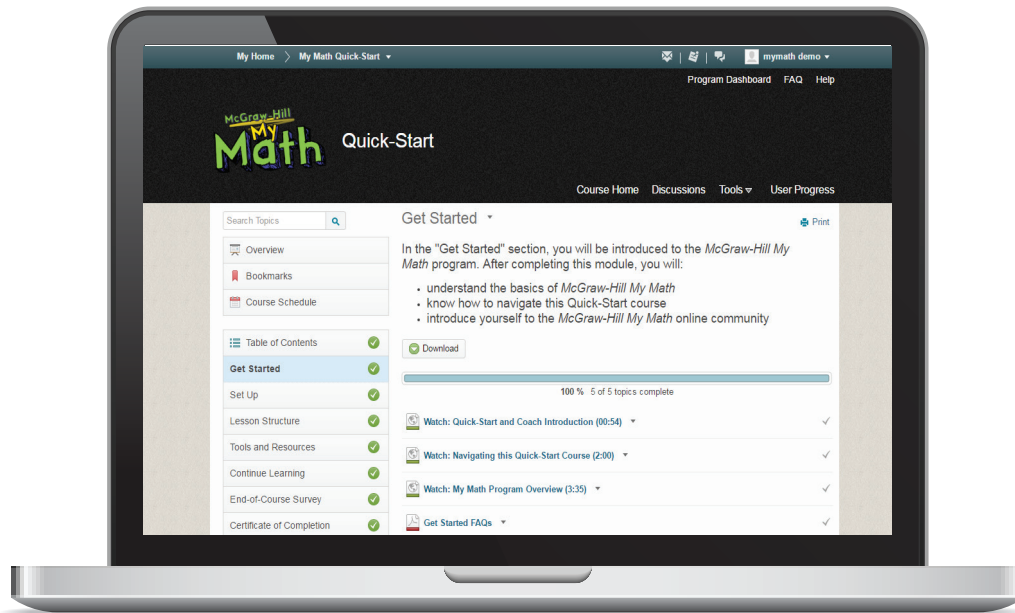 My Home
My Math Quick-Start
mymath demo
Program Dashboard FAQ Help
McGraw-Hill
My
Math
Quick-Start
Course Home Discussions Tools User Progress
Search Topics
Overview
Bookmarks
Course Schedule
Table of Contents
Get Started
Set Up
Lesson Structure
Tools and Resources
Continue Learning
End-of-Course Survey
Certificate of Completion
Get Started
Print
In the "Get Started" section, you will be introduced to the McGraw-Hill My
Math program. After completing this module, you will:
• understand the basics of McGraw-Hill My Math
• know how to navigate this Quick-Start course
• introduce yourself to the McGraw-Hill My Math online community
Download
100 % 5 of 5 topics complete
Watch: Quick-Start and Coach Introduction (00:54)
Watch: Navigating this Quick-Start Course (2:00)
Watch: My Math Program Overview (3:35)
Get Started FAQs